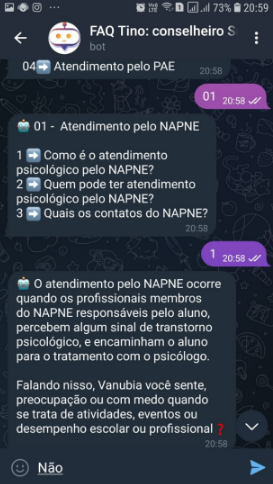 73% 20:59
FAQ Tino: conselheiro S
bot
04➡️ Atendimento pelo PAE
20:58
01 20:58
01 - Atendimento pelo NAPNE
1 ➡️ Como é o atendimento
psicológico pelo NAPNE?
2 ➡️ Quem pode ter atendimento
psicológico pelo NAPNE?
3 ➡️ Quais os contatos do NAPNE?
20:58
1 20:58
O atendimento pelo NAPNE ocorre
quando os profissionais membros
do NAPNE responsáveis pelo aluno,
percebem algum sinal de transtorno
psicológico, e encaminham o aluno
para o tratamento com o psicólogo.
Falando nisso, Vanubia você sente,
preocupação ou com medo quando
se trata de atividades, eventos ou
desempenho escolar ou profissional❓
20:58
Não